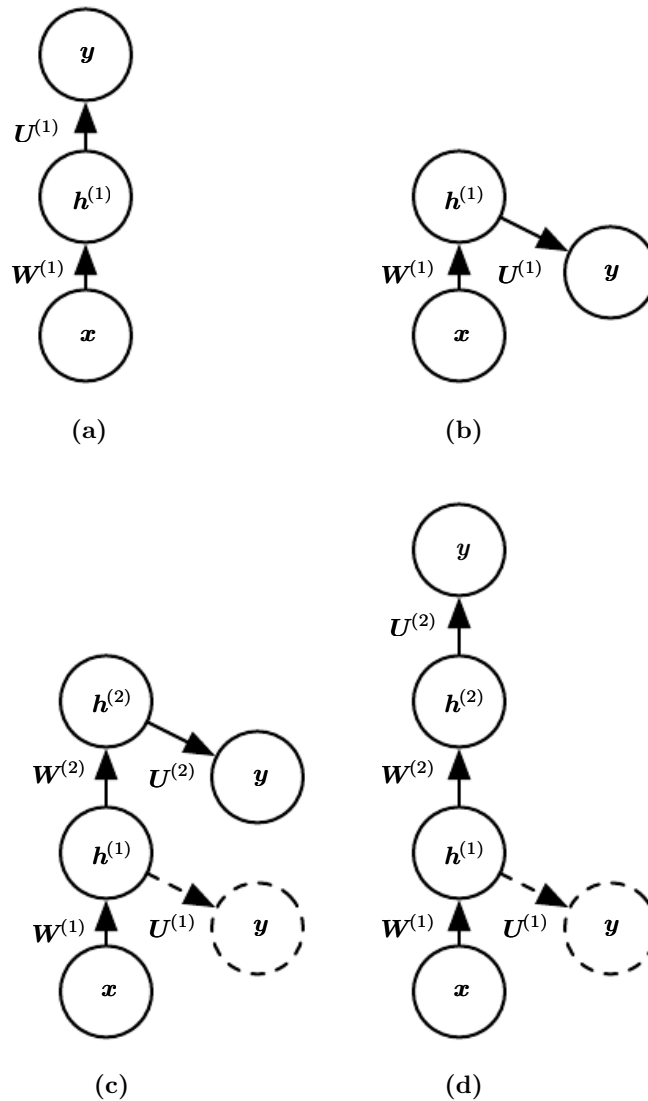 y
U^(1)
h^(1)
W^(1)
x
(a)
h^(1)
W^(1) U^(1) y
x
(b)
h^(2)
W^(2) U^(2) y
h^(1)
W^(1) U^(1) y
x
(c)
y
U^(2)
h^(2)
W^(2)
h^(1)
W^(1) U^(1) y
x
(d)